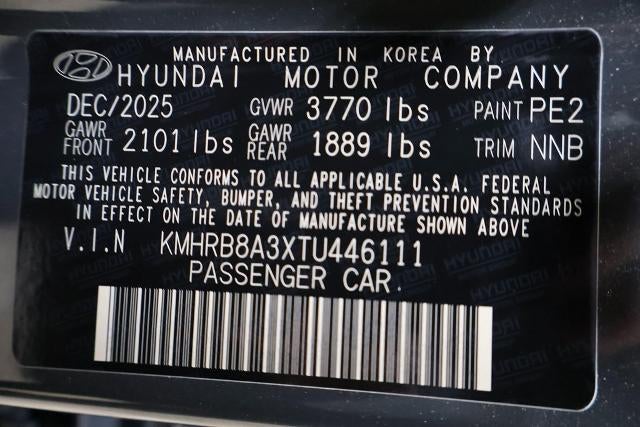 MANUFACTURED IN KOREA BY
HYUNDAI MOTOR COMPANY
DEC/2025 GVWR 3770 lbs PAINT PE2
GAWR FRONT 2101 lbs GAWR REAR 1889 lbs TRIM NNB
THIS VEHICLE CONFORMS TO ALL APPLICABLE U.S.A. FEDERAL
MOTOR VEHICLE SAFETY, BUMPER, AND THEFT PREVENTION STANDARDS
IN EFFECT ON THE DATE OF MANUFACTURE SHOWN ABOVE
V.I.N KMHRB8A3XTU446111
PASSENGER CAR.